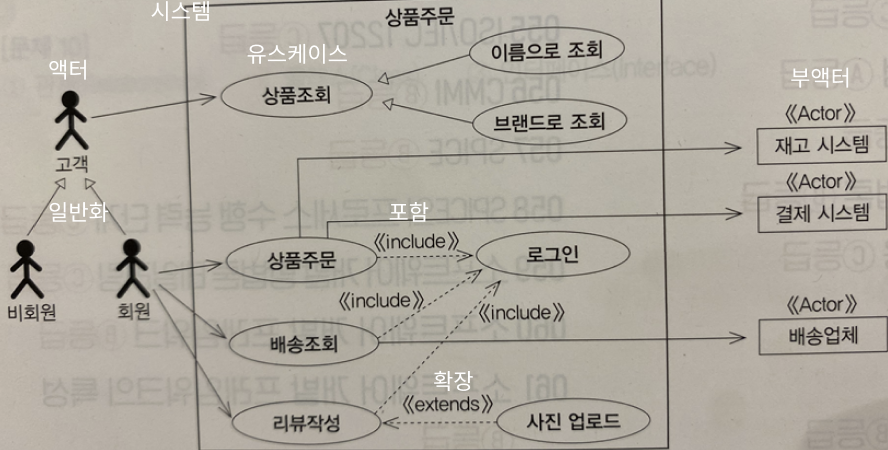 시스템
상품주문
액터
유스케이스
이름으로 조회
부액터
상품조회
《Actor》
브랜드로 조회
재고 시스템
고객
《Actor》
일반화
포함
결제 시스템
상품주문
《include》
로그인
비회원
회원
《include》
《include》
《Actor》
배송조회
배송업체
확장
《extends》
리뷰작성
사진 업로드